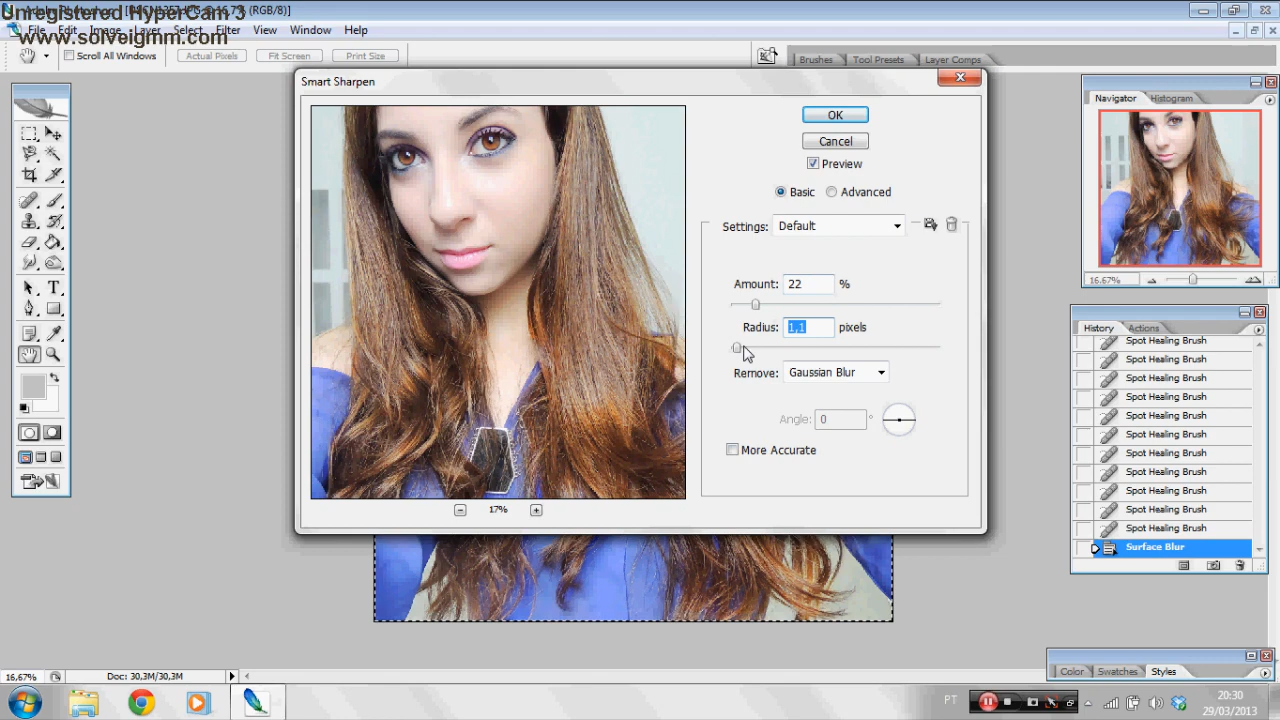 Unregistered HyperCam 3
www.solveigmm.com
File Edit Image Layer Select Filter View Window Help
Scroll All Windows Actual Pixels Fit Screen Print Size
Brushes Tool Presets Layer Comps
Smart Sharpen
OK
Cancel
Preview
Basic Advanced
Settings: Default
Amount: 22 %
Radius: 1,1 pixels
Remove: Gaussian Blur
Angle: 0 °
More Accurate
17%
Navigator Histogram
16.67%
History Actions
Spot Healing Brush
Spot Healing Brush
Spot Healing Brush
Spot Healing Brush
Spot Healing Brush
Spot Healing Brush
Spot Healing Brush
Spot Healing Brush
Spot Healing Brush
Spot Healing Brush
Spot Healing Brush
Surface Blur
Color Swatches Styles
16,67% Doc: 30,3M/30,3M
PT
20:30
29/03/2013